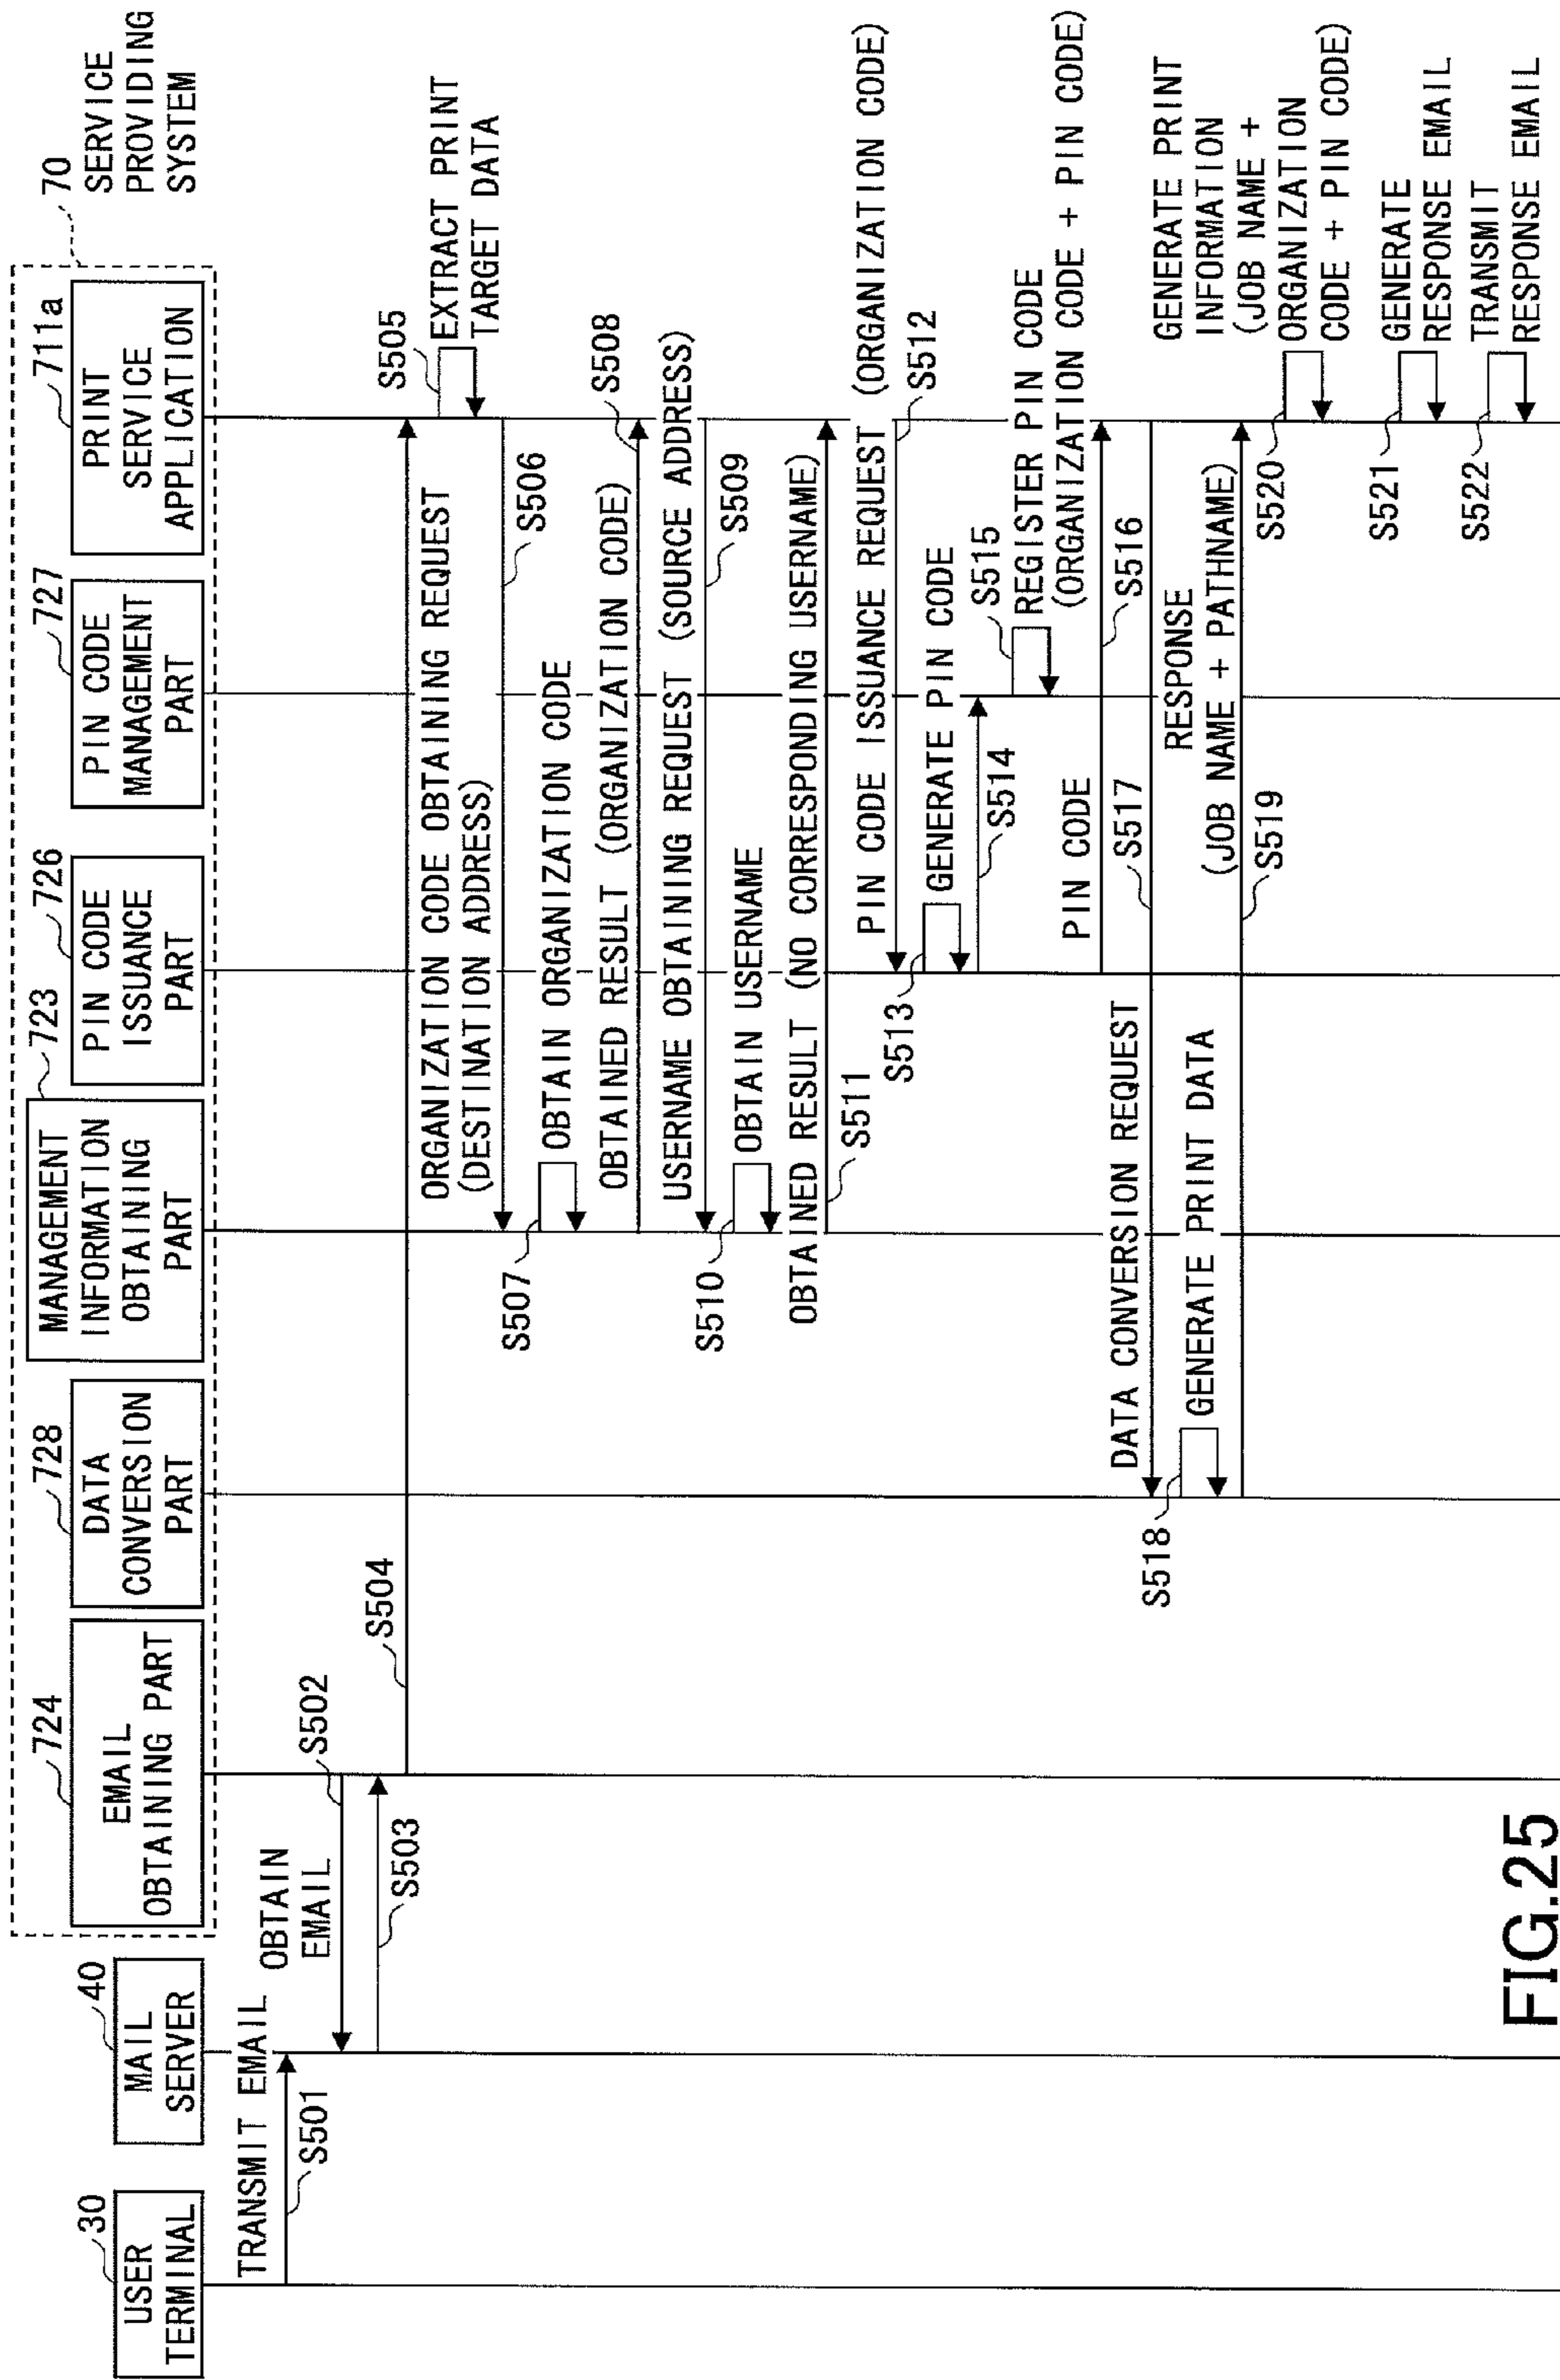 70
SERVICE
PROVIDING
SYSTEM
30
USER
TERMINAL
40
MAIL
SERVER
724
EMAIL
OBTAINING PART
728
DATA
CONVERSION
PART
723
MANAGEMENT
INFORMATION
OBTAINING
PART
726
PIN CODE
ISSUANCE
PART
727
PIN CODE
MANAGEMENT
PART
711a
PRINT
SERVICE
APPLICATION
TRANSMIT EMAIL
S501
OBTAIN
EMAIL
S502
S503
S504
S505
EXTRACT PRINT
TARGET DATA
ORGANIZATION CODE OBTAINING REQUEST
(DESTINATION ADDRESS)
S506
S507
OBTAIN ORGANIZATION CODE
OBTAINED RESULT (ORGANIZATION CODE)
S508
USERNAME OBTAINING REQUEST (SOURCE ADDRESS)
S509
S510
OBTAIN USERNAME
OBTAINED RESULT (NO CORRESPONDING USERNAME)
S511
PIN CODE ISSUANCE REQUEST (ORGANIZATION CODE)
S512
S513
GENERATE PIN CODE
S514
S515
REGISTER PIN CODE
(ORGANIZATION CODE + PIN CODE)
PIN CODE
S516
DATA CONVERSION REQUEST
S517
S518
GENERATE PRINT DATA
RESPONSE
(JOB NAME + PATHNAME)
S519
GENERATE PRINT
INFORMATION
(JOB NAME +
ORGANIZATION
CODE + PIN CODE)
S520
S521
GENERATE
RESPONSE EMAIL
S522
TRANSMIT
RESPONSE EMAIL
FIG.25